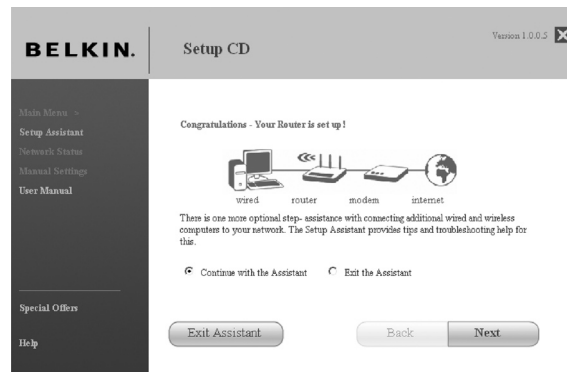 BELKIN.
Setup CD
Version 1.0.0.5
Main Menu >
Setup Assistant
Network Status
Manual Settings
User Manual
Special Offers
Help
Congratulations - Your Router is set up!
wired router modem internet
There is one more optional step- assistance with connecting additional wired and wireless
computers to your network. The Setup Assistant provides tips and troubleshooting help for
this.
Continue with the Assistant Exit the Assistant
Exit Assistant Back Next